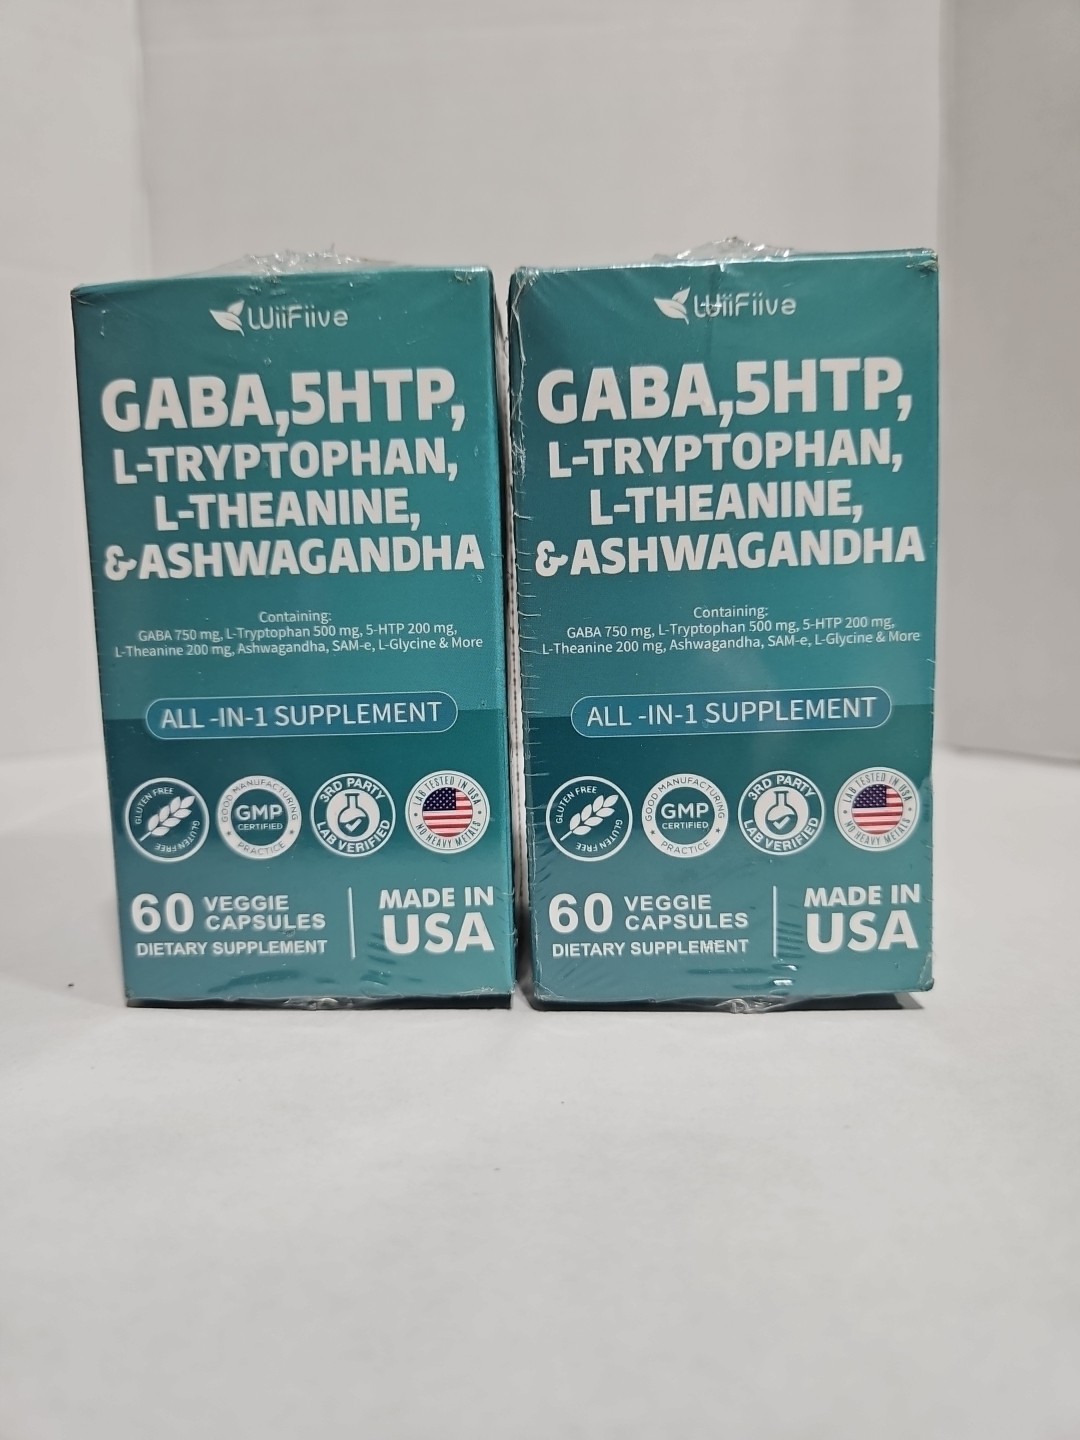 WiiFiive
GABA,5HTP,
L-TRYPTOPHAN,
L-THEANINE,
&ASHWAGANDHA
Containing:
GABA 750 mg, L-Tryptophan 500 mg, 5-HTP 200 mg,
L-Theanine 200 mg, Ashwagandha, SAM-e, L-Glycine & More
ALL -IN-1 SUPPLEMENT
GLUTEN FREE
GLUTEN FREE
GOOD MANUFACTURING
GMP
CERTIFIED
PRACTICE
3RD PARTY
LAB VERIFIED
LAB TESTED IN USA
NO HEAVY METALS
60 VEGGIE
CAPSULES
DIETARY SUPPLEMENT
MADE IN
USA
WiiFiive
GABA,5HTP,
L-TRYPTOPHAN,
L-THEANINE,
&ASHWAGANDHA
Containing:
GABA 750 mg, L-Tryptophan 500 mg, 5-HTP 200 mg,
L-Theanine 200 mg, Ashwagandha, SAM-e, L-Glycine & More
ALL -IN-1 SUPPLEMENT
GLUTEN FREE
GLUTEN FREE
GOOD MANUFACTURING
GMP
CERTIFIED
PRACTICE
3RD PARTY
LAB VERIFIED
LAB TESTED IN USA
NO HEAVY METALS
60 VEGGIE
CAPSULES
DIETARY SUPPLEMENT
MADE IN
USA